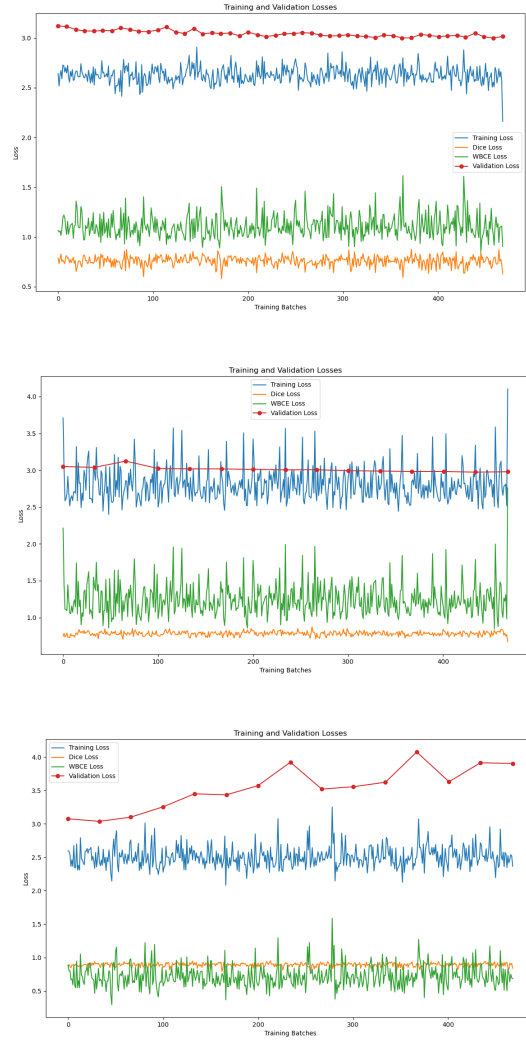 Training and Validation Losses
3.0
2.5
2.0
1.5
1.0
0.5
Loss
Training Loss
Dice Loss
WBCE Loss
Validation Loss
0
100
200
300
400
Training Batches
Training and Validation Losses
4.0
3.5
3.0
2.5
2.0
1.5
1.0
Loss
Training Loss
Dice Loss
WBCE Loss
Validation Loss
0
100
200
300
400
Training Batches
Training and Validation Losses
4.0
3.5
3.0
2.5
2.0
1.5
1.0
0.5
Loss
Training Loss
Dice Loss
WBCE Loss
Validation Loss
0
100
200
300
400
Training Batches